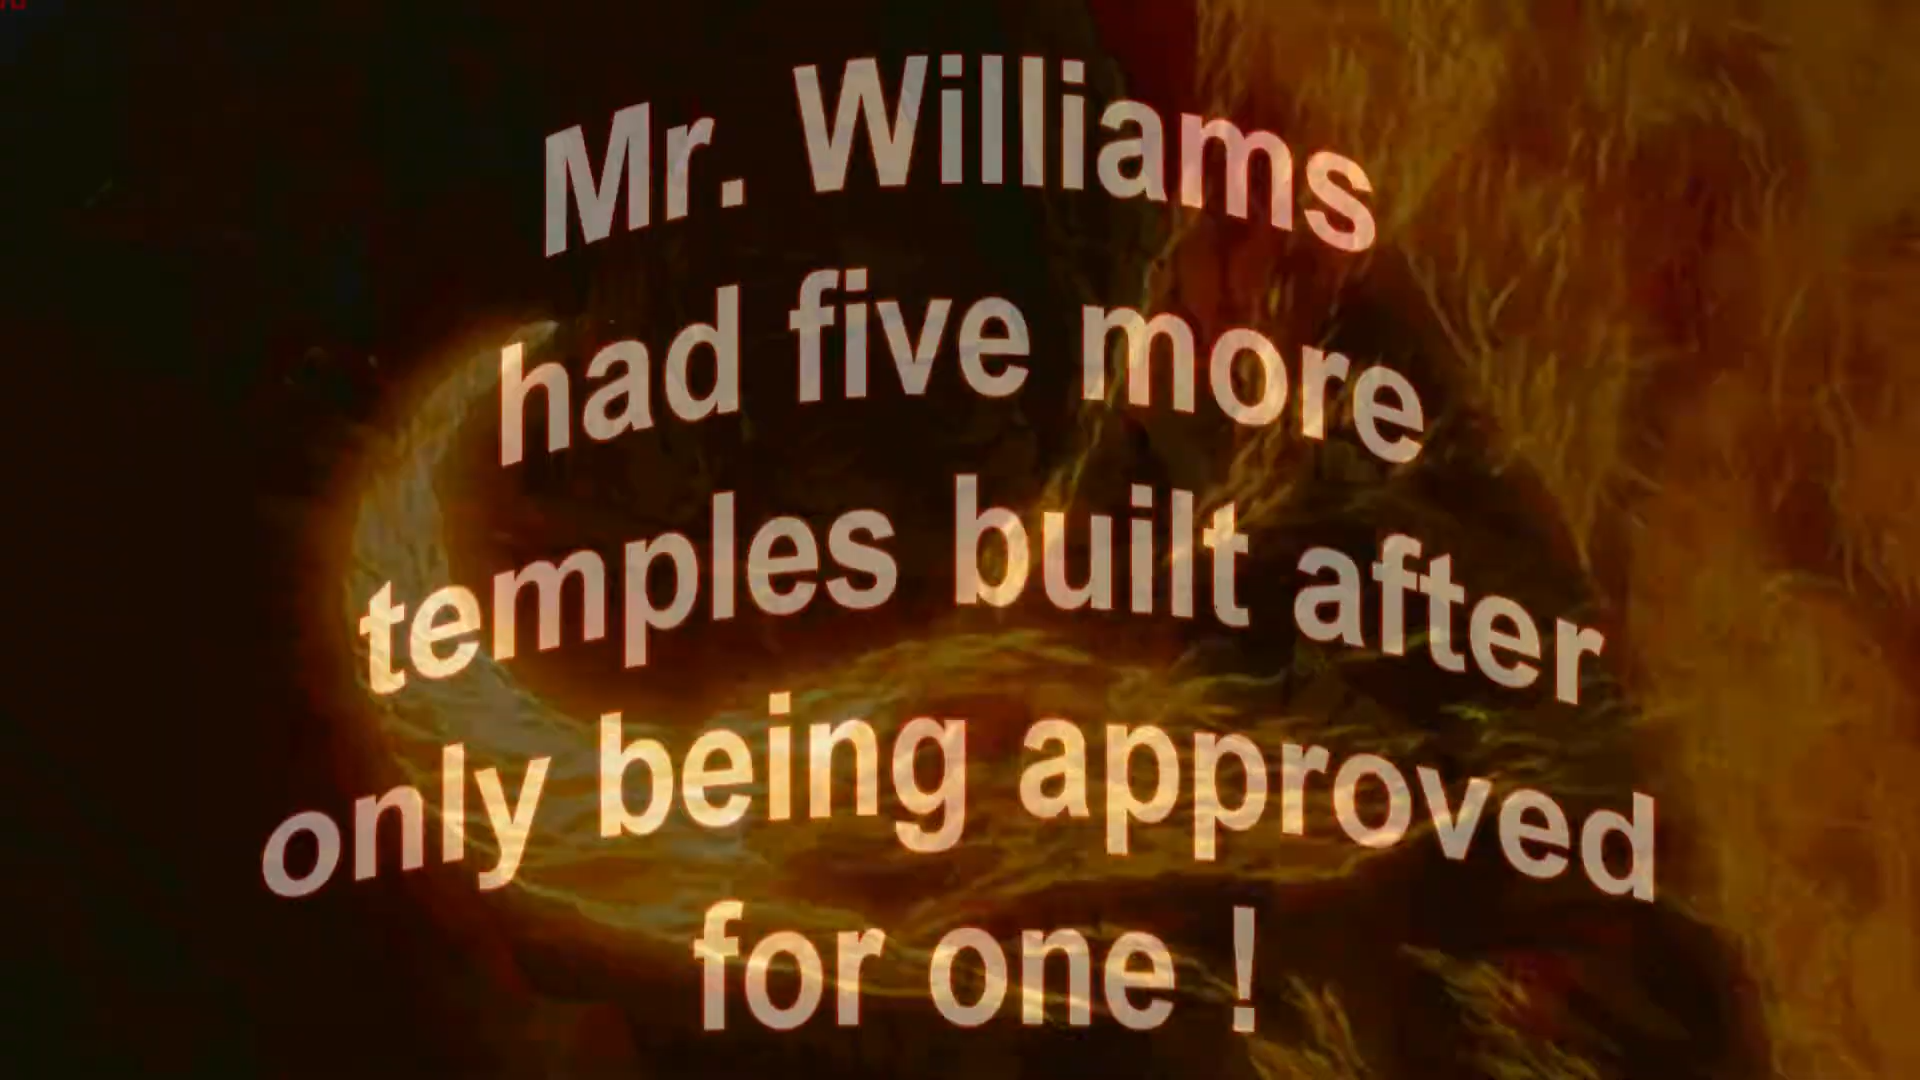 Mr. Williams
had five more
temples built after
only being approved
for one !